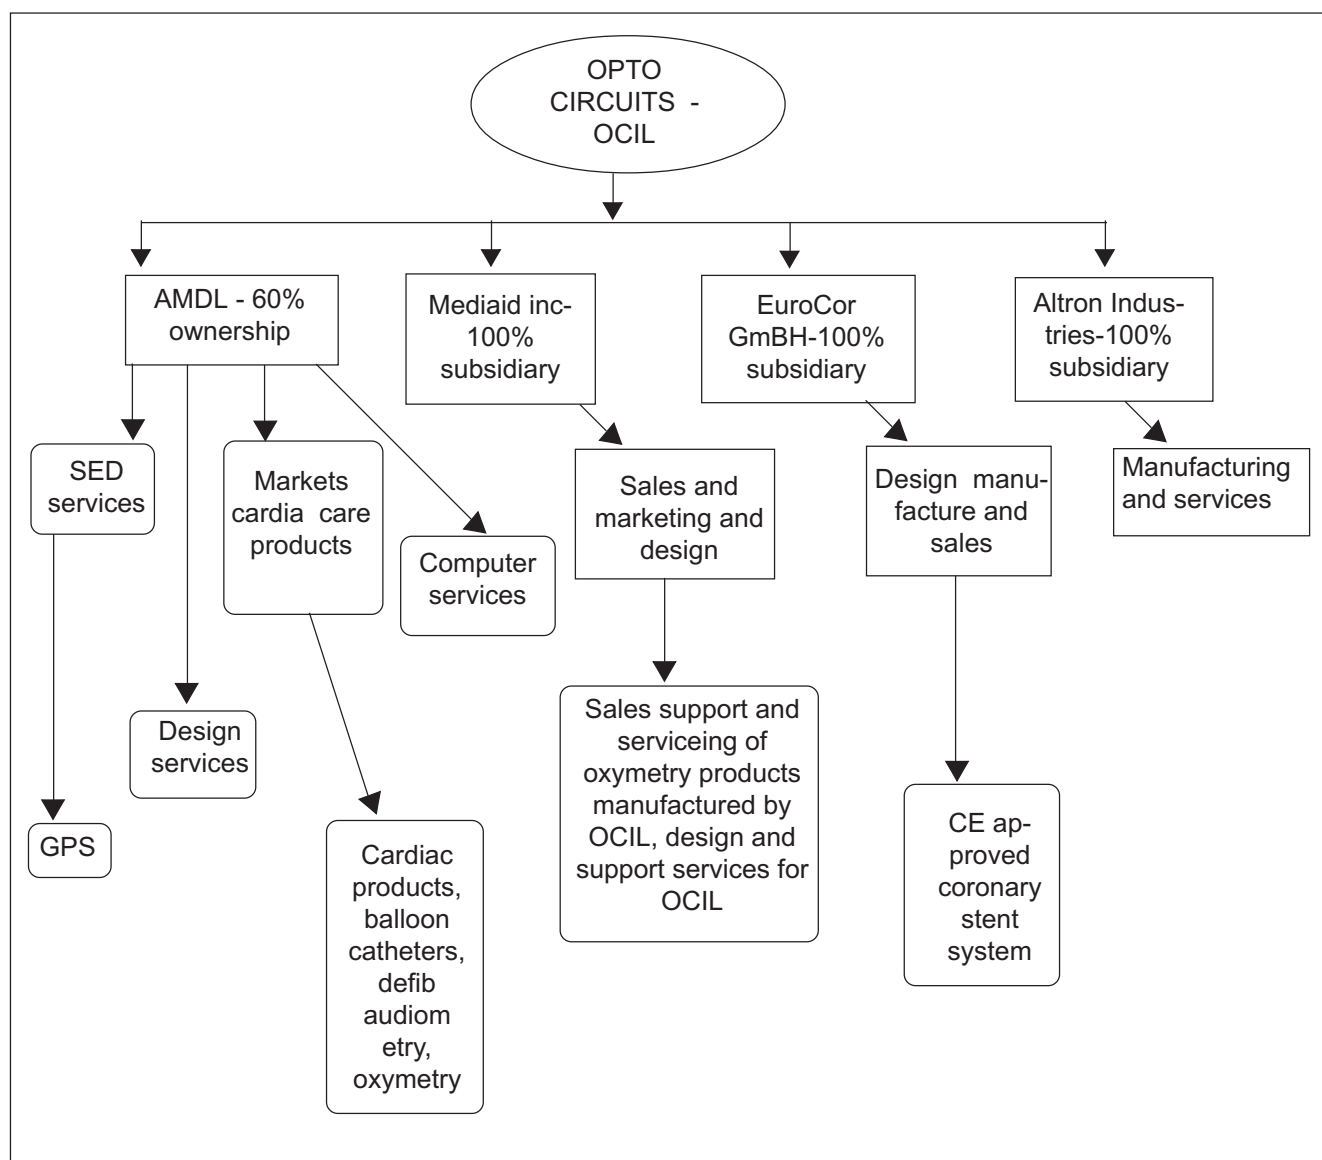 OPTO
CIRCUITS -
OCIL
AMDL - 60%
ownership
Mediaid inc-
100%
subsidiary
EuroCor
GmBH-100%
subsidiary
Altron Indus-
tries-100%
subsidiary
SED
services
Markets
cardia care
products
Computer
services
Sales and
marketing and
design
Design manu-
facture and
sales
Manufacturing
and services
Design
services
GPS
Cardiac
products,
balloon
catheters,
defib
audiom
etry,
oxymetry
Sales support and
serviceing of
oxymetry products
manufactured by
OCIL, design and
support services for
OCIL
CE ap-
proved
coronary
stent
system